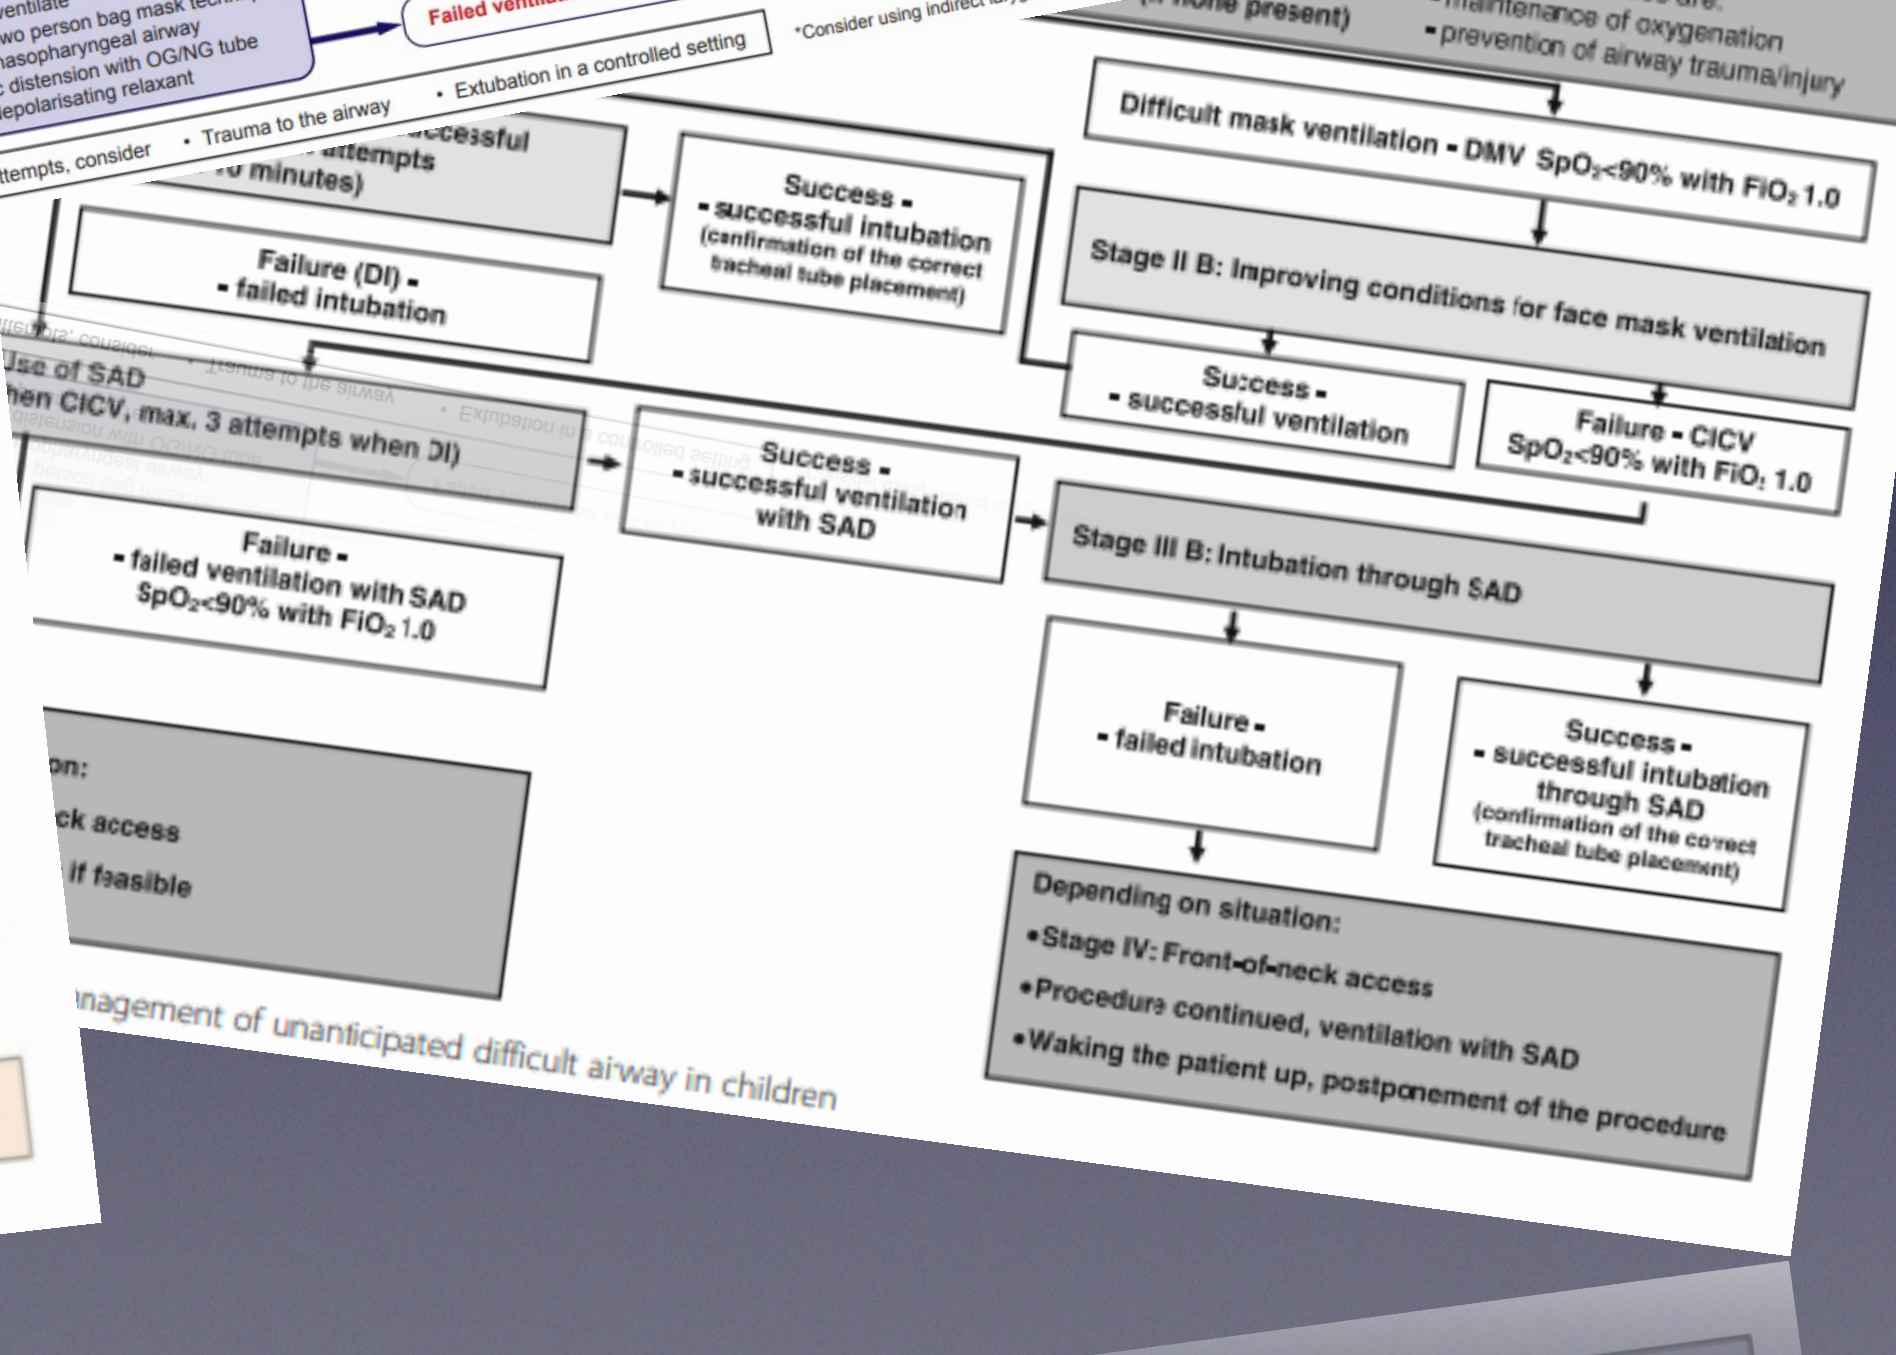 ventilate
two person bag mask
nasopharyngeal airway
distension with OG/NG tube
depolarisating relaxant
Failed
attempts, consider • Trauma to the airway • Extubation in a controlled setting
*Consider using indirect
none present)
maintenance of oxygenation
-prevention of airway trauma/injury
Difficult mask ventilation - DMV SpO₂<90% with FiO₂ 1.0
attempts
minutes)
Success -
- successful intubation
(confirmation of the correct
tracheal tube placement)
Failure (DI) -
- failed intubation
Stage II B: Improving conditions for face mask ventilation
Success -
- successful ventilation
Failure - CICV
SpO₂<90% with FiO₂ 1.0
Use of SAD
when CICV, max. 3 attempts when DI)
Success -
- successful ventilation
with SAD
Stage III B: Intubation through SAD
Failure -
- failed ventilation with SAD
SpO₂<90% with FiO₂ 1.0
Failure -
- failed intubation
Success -
- successful intubation
through SAD
(confirmation of the correct
tracheal tube placement)
on:
ck access
if feasible
Depending on situation:
•Stage IV: Front-of-neck access
•Procedure continued, ventilation with SAD
•Waking the patient up, postponement of the procedure
nagement of unanticipated difficult airway in children